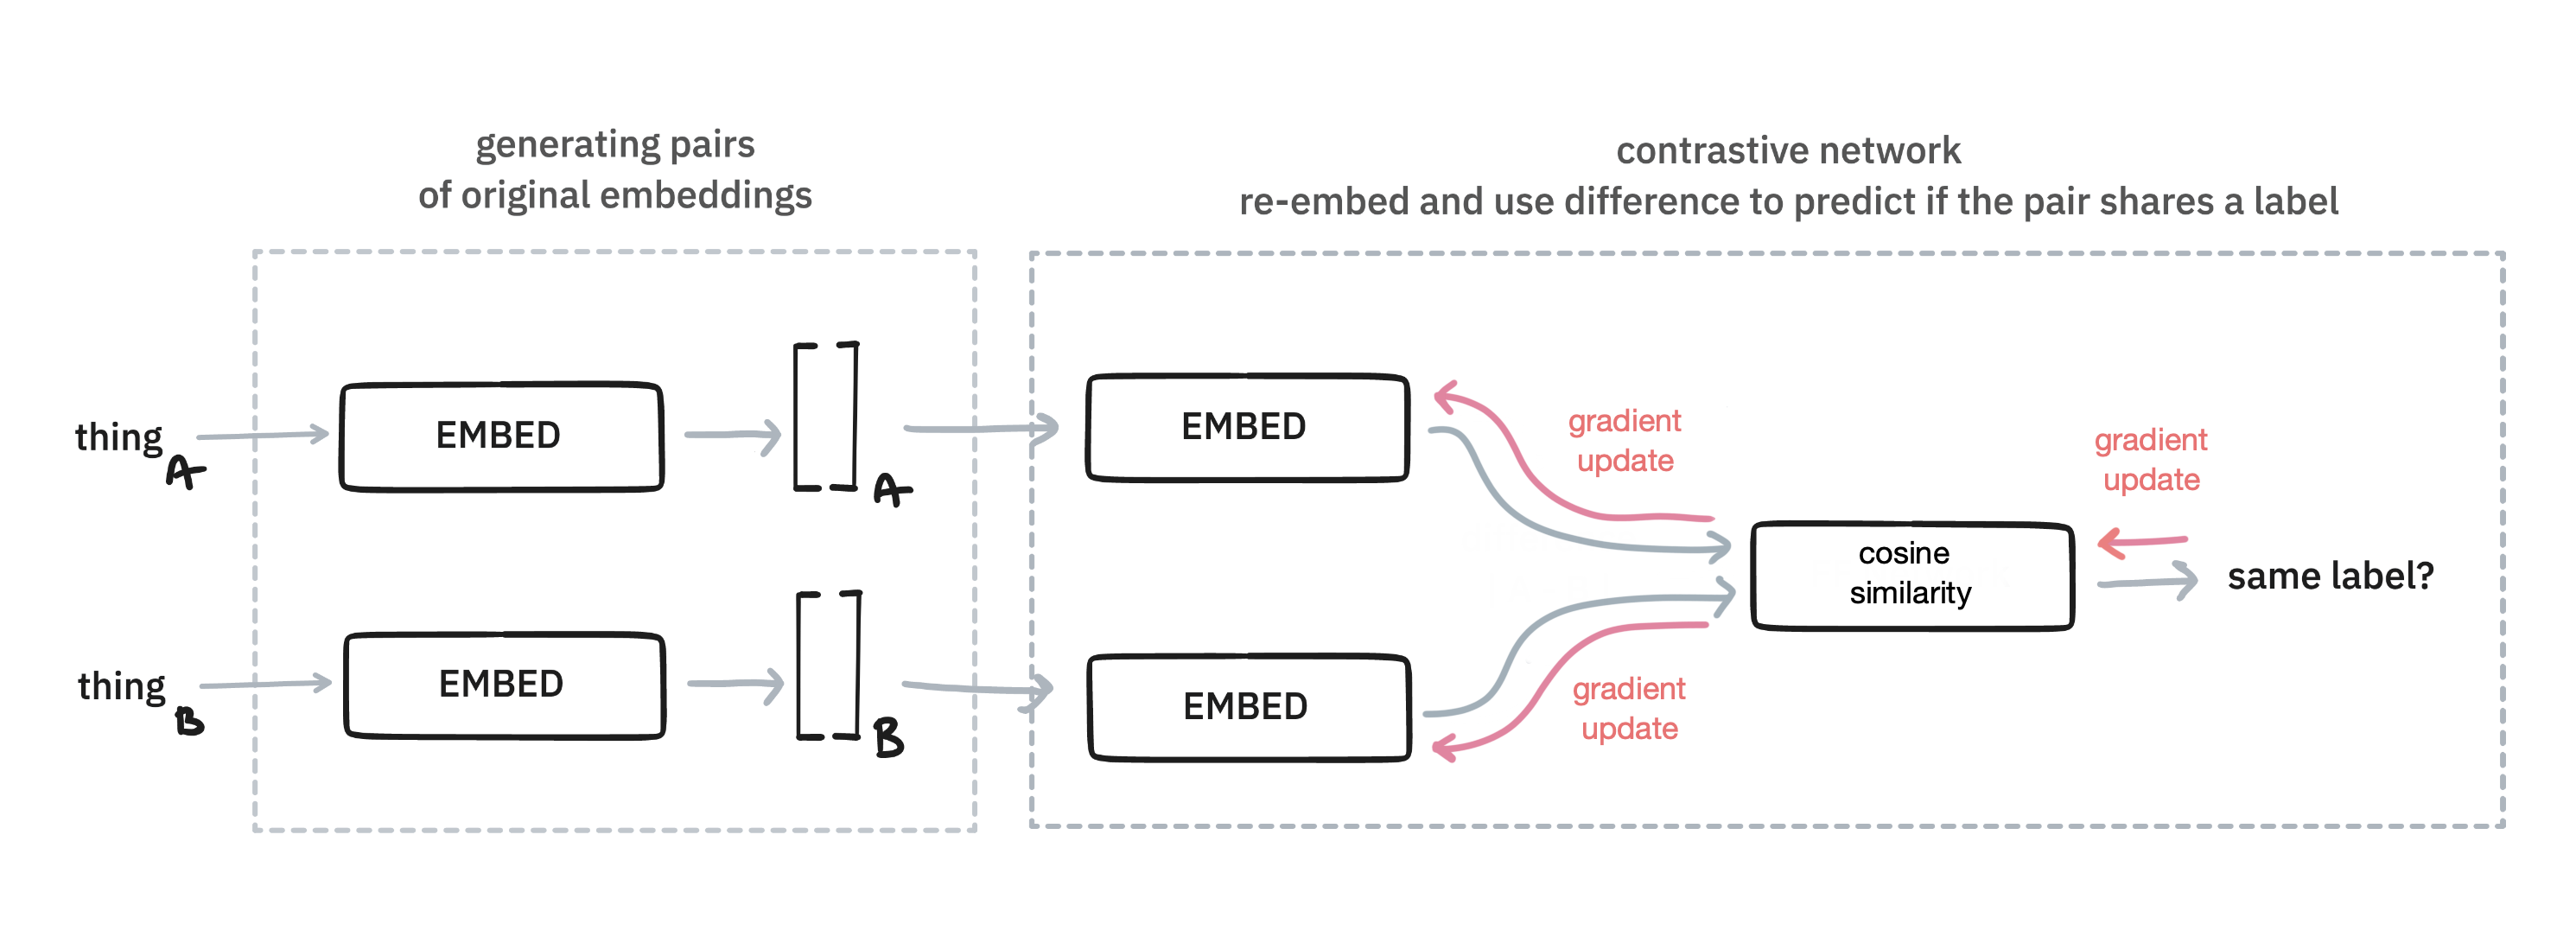 generating pairs
of original embeddings
contrastive network
re-embed and use difference to predict if the pair shares a label
thing A
EMBED
A
thing B
EMBED
B
EMBED
gradient
update
EMBED
gradient
update
cosine
similarity
gradient
update
same label?